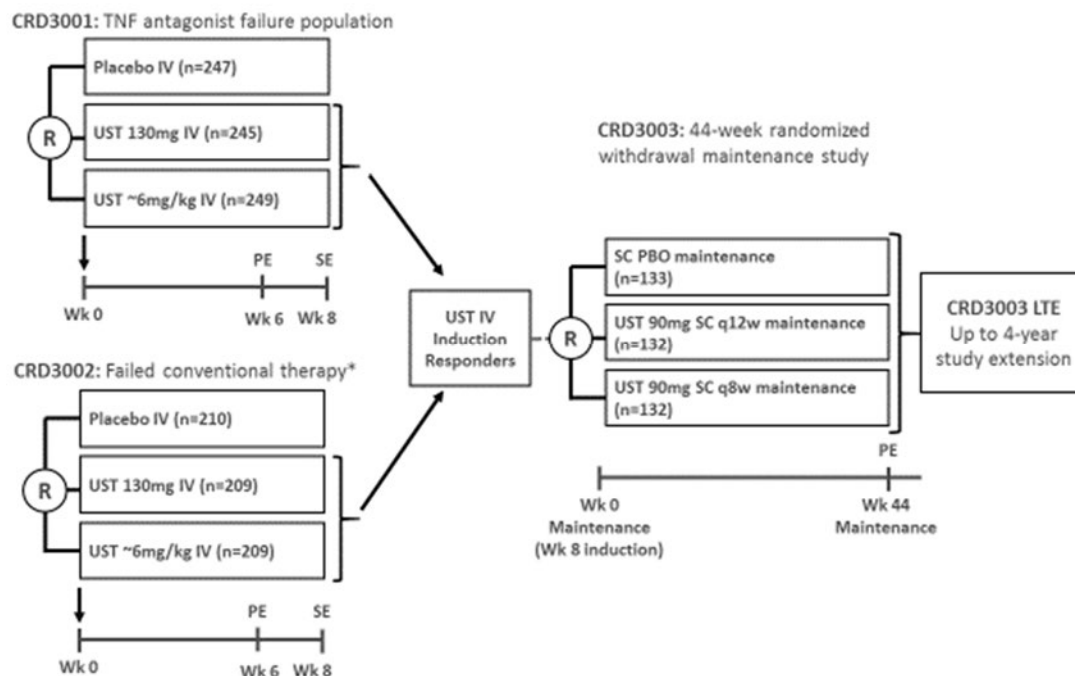 CRD3001: TNF antagonist failure population
Placebo IV (n=247)
UST 130mg IV (n=245)
UST ~6mg/kg IV (n=249)
R
PE
SE
Wk 0
Wk 6
Wk 8
CRD3002: Failed conventional therapy*
Placebo IV (n=210)
UST 130mg IV (n=209)
UST ~6mg/kg IV (n=209)
R
PE
SE
Wk 0
Wk 6
Wk 8
UST IV
Induction
Responders
CRD3003: 44-week randomized
withdrawal maintenance study
R
SC PBO maintenance
(n=133)
UST 90mg SC q12w maintenance
(n=132)
UST 90mg SC q8w maintenance
(n=132)
PE
Wk 0
Maintenance
(Wk 8 induction)
Wk 44
Maintenance
CRD3003 LTE
Up to 4-year
study extension